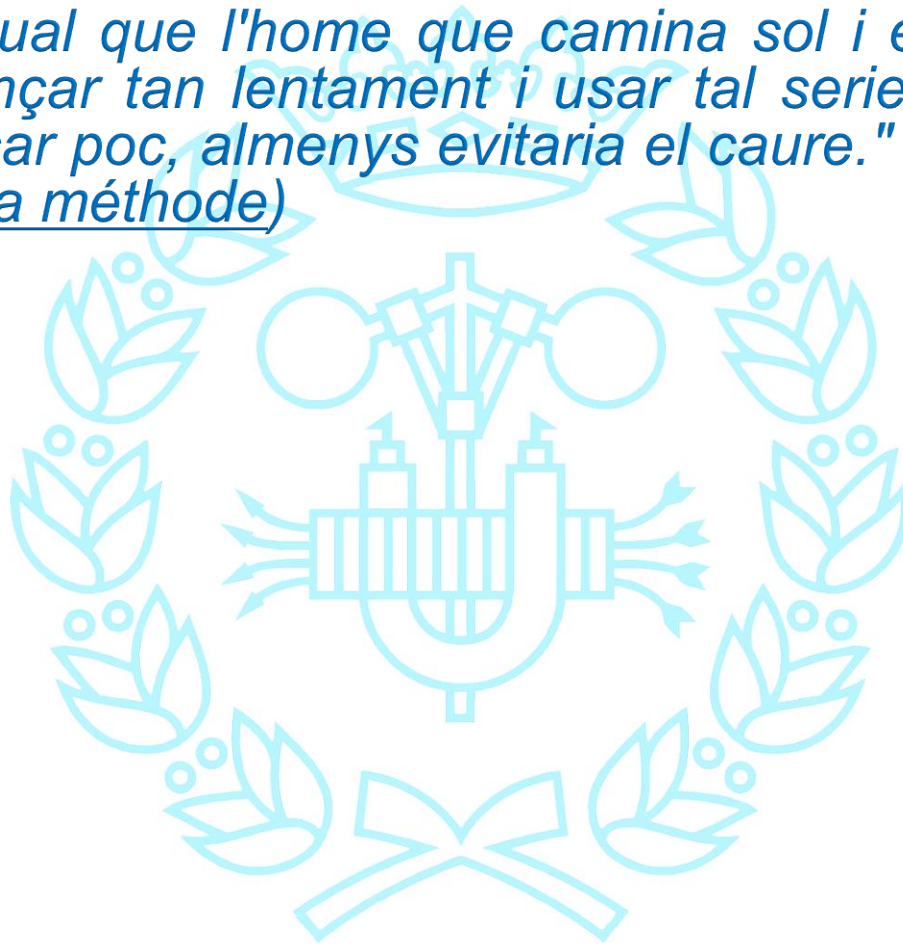 ual que l'home que camina sol i e
nçar tan lentament i usar tal serie
ar poc, almenys evitaria el caure."
a méthode)